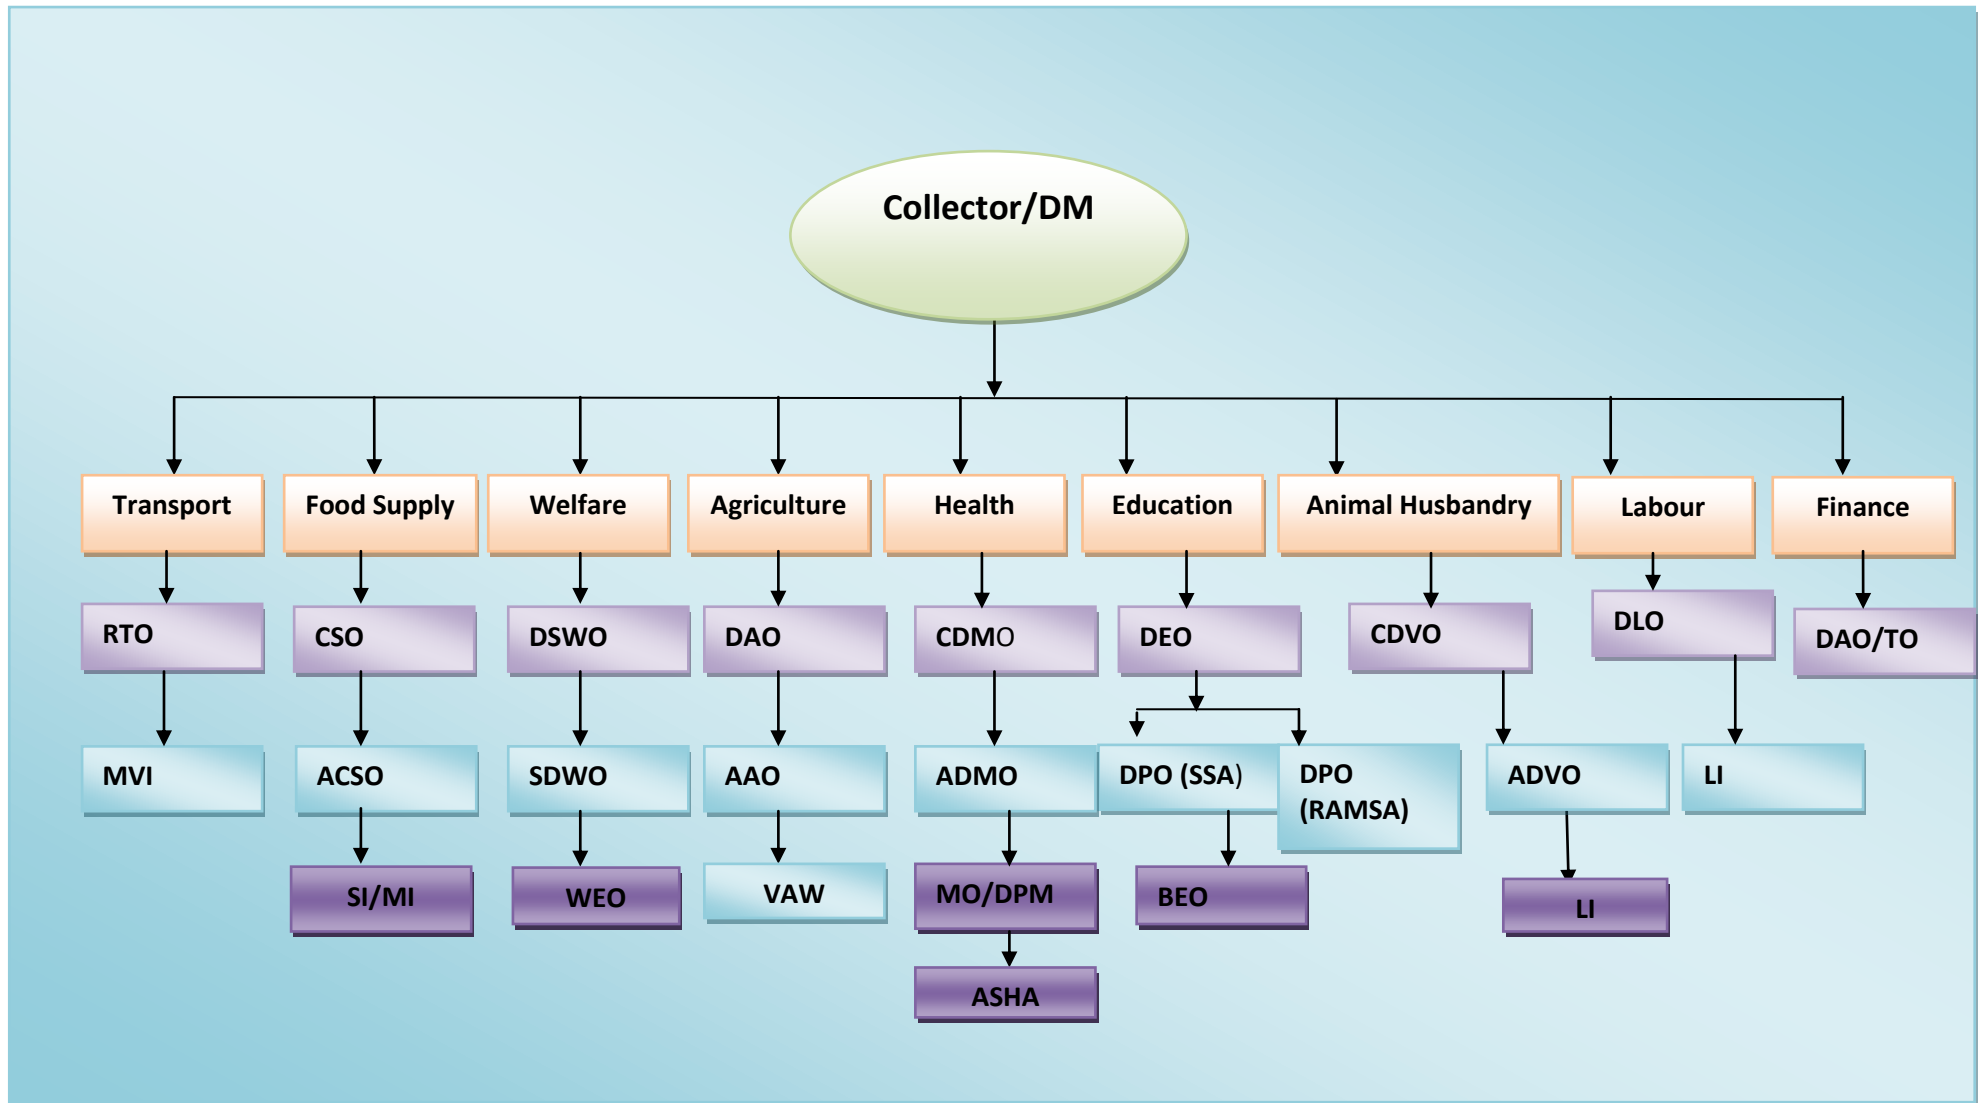 Collector/DM
Transport
Food Supply
Welfare
Agriculture
Health
Education
Animal Husbandry
Labour
Finance
RTO
CSO
DSWO
DAO
CDMO
DEO
CDVO
DLO
DAO/TO
MVI
ACSO
SDWO
AAO
ADMO
DPO (SSA)
DPO
(RAMSA)
ADVO
LI
SI/MI
WEO
VAW
MO/DPM
BEO
LI
ASHA